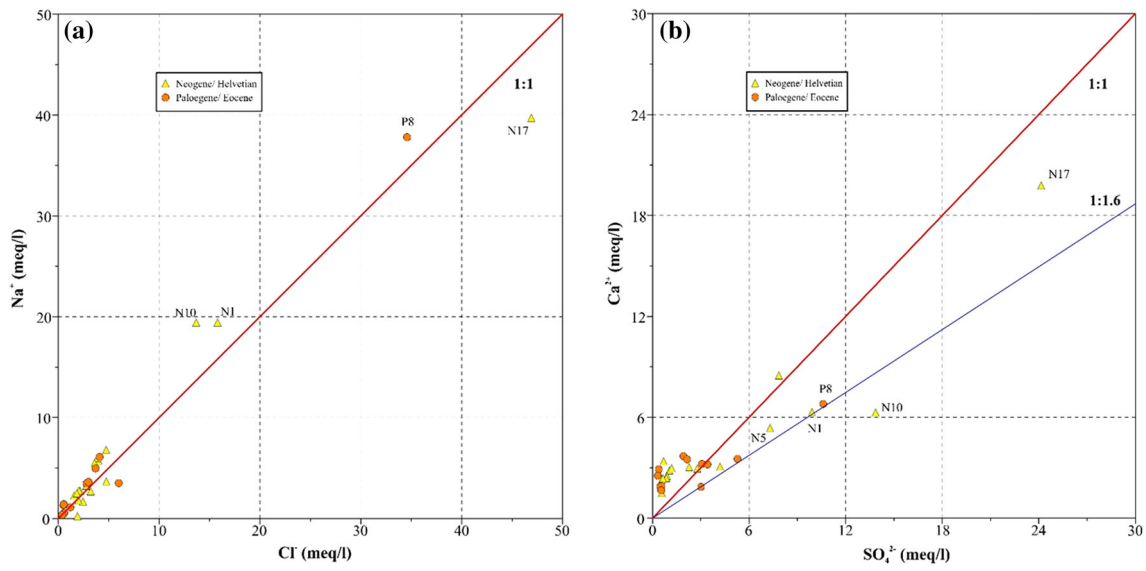 (a)
50
40
30
20
10
0
Na⁺ (meq/l)
Neogene/ Helvetian
Paloegene/ Eocene
1:1
P8
N17
N10
N1
0
10
20
30
40
50
Cl⁻ (meq/l)
(b)
30
24
18
12
6
0
Ca²⁺ (meq/l)
Neogene/ Helvetian
Paloegene/ Eocene
1:1
N17
1:1.6
P8
N5
N1
N10
0
6
12
18
24
30
SO₄²⁻ (meq/l)